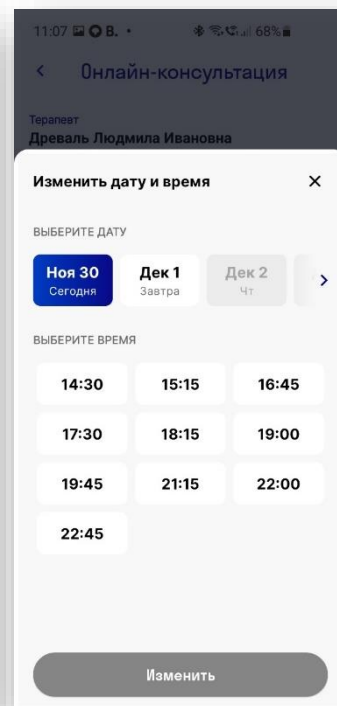 11:07 В. • 68%
Онлайн-консультация
Терапевт
Древаль Людмила Ивановна
Изменить дату и время
ВЫБЕРИТЕ ДАТУ
Ноя 30 Дек 1 Дек 2
Сегодня Завтра Чт
ВЫБЕРИТЕ ВРЕМЯ
14:30 15:15 16:45
17:30 18:15 19:00
19:45 21:15 22:00
22:45
Изменить